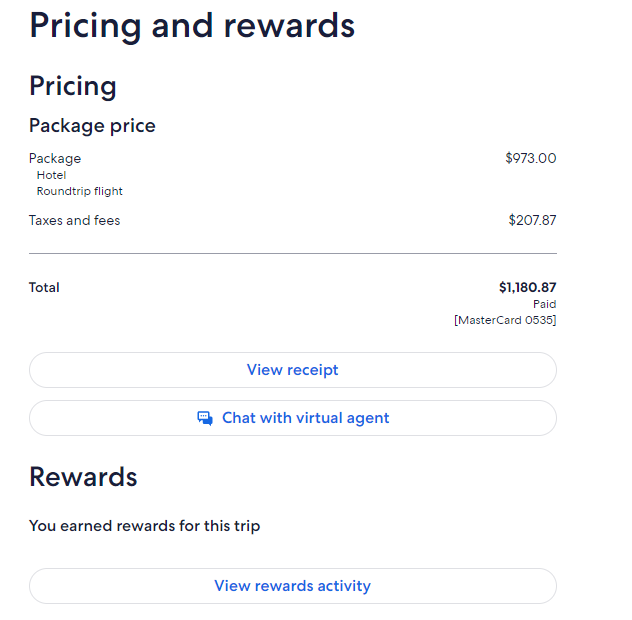 Pricing and rewards
Pricing
Package price
Package $973.00
Hotel
Roundtrip flight
Taxes and fees $207.87
Total $1,180.87
Paid
[MasterCard 0535]
View receipt
Chat with virtual agent
Rewards
You earned rewards for this trip
View rewards activity